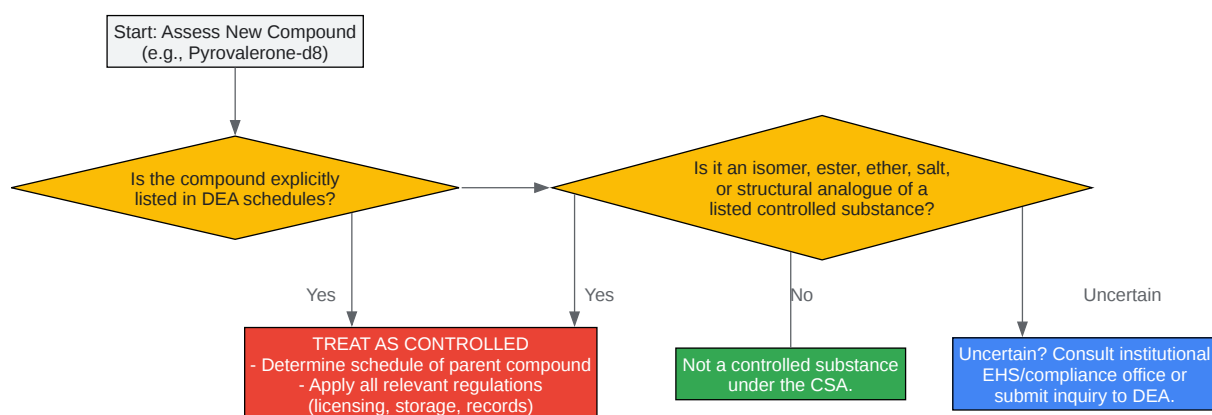 Start: Assess New Compound
(e.g., Pyrovalerone-d8)
Is the compound explicitly
listed in DEA schedules?
Is it an isomer, ester, ether, salt,
or structural analogue of a
listed controlled substance?
Yes
Yes
No
Uncertain
TREAT AS CONTROLLED
- Determine schedule of parent compound
- Apply all relevant regulations
(licensing, storage, records)
Not a controlled substance
under the CSA.
Uncertain? Consult institutional
EHS/compliance office or
submit inquiry to DEA.